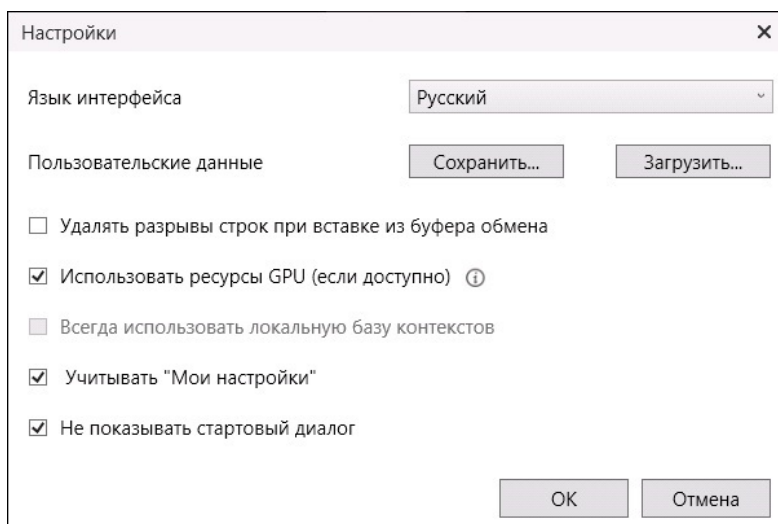 Настройки
Язык интерфейса Русский
Пользовательские данные Сохранить... Загрузить...
Удалять разрывы строк при вставке из буфера обмена
Использовать ресурсы GPU (если доступно)
Всегда использовать локальную базу контекстов
Учитывать "Мои настройки"
Не показывать стартовый диалог
OK Отмена